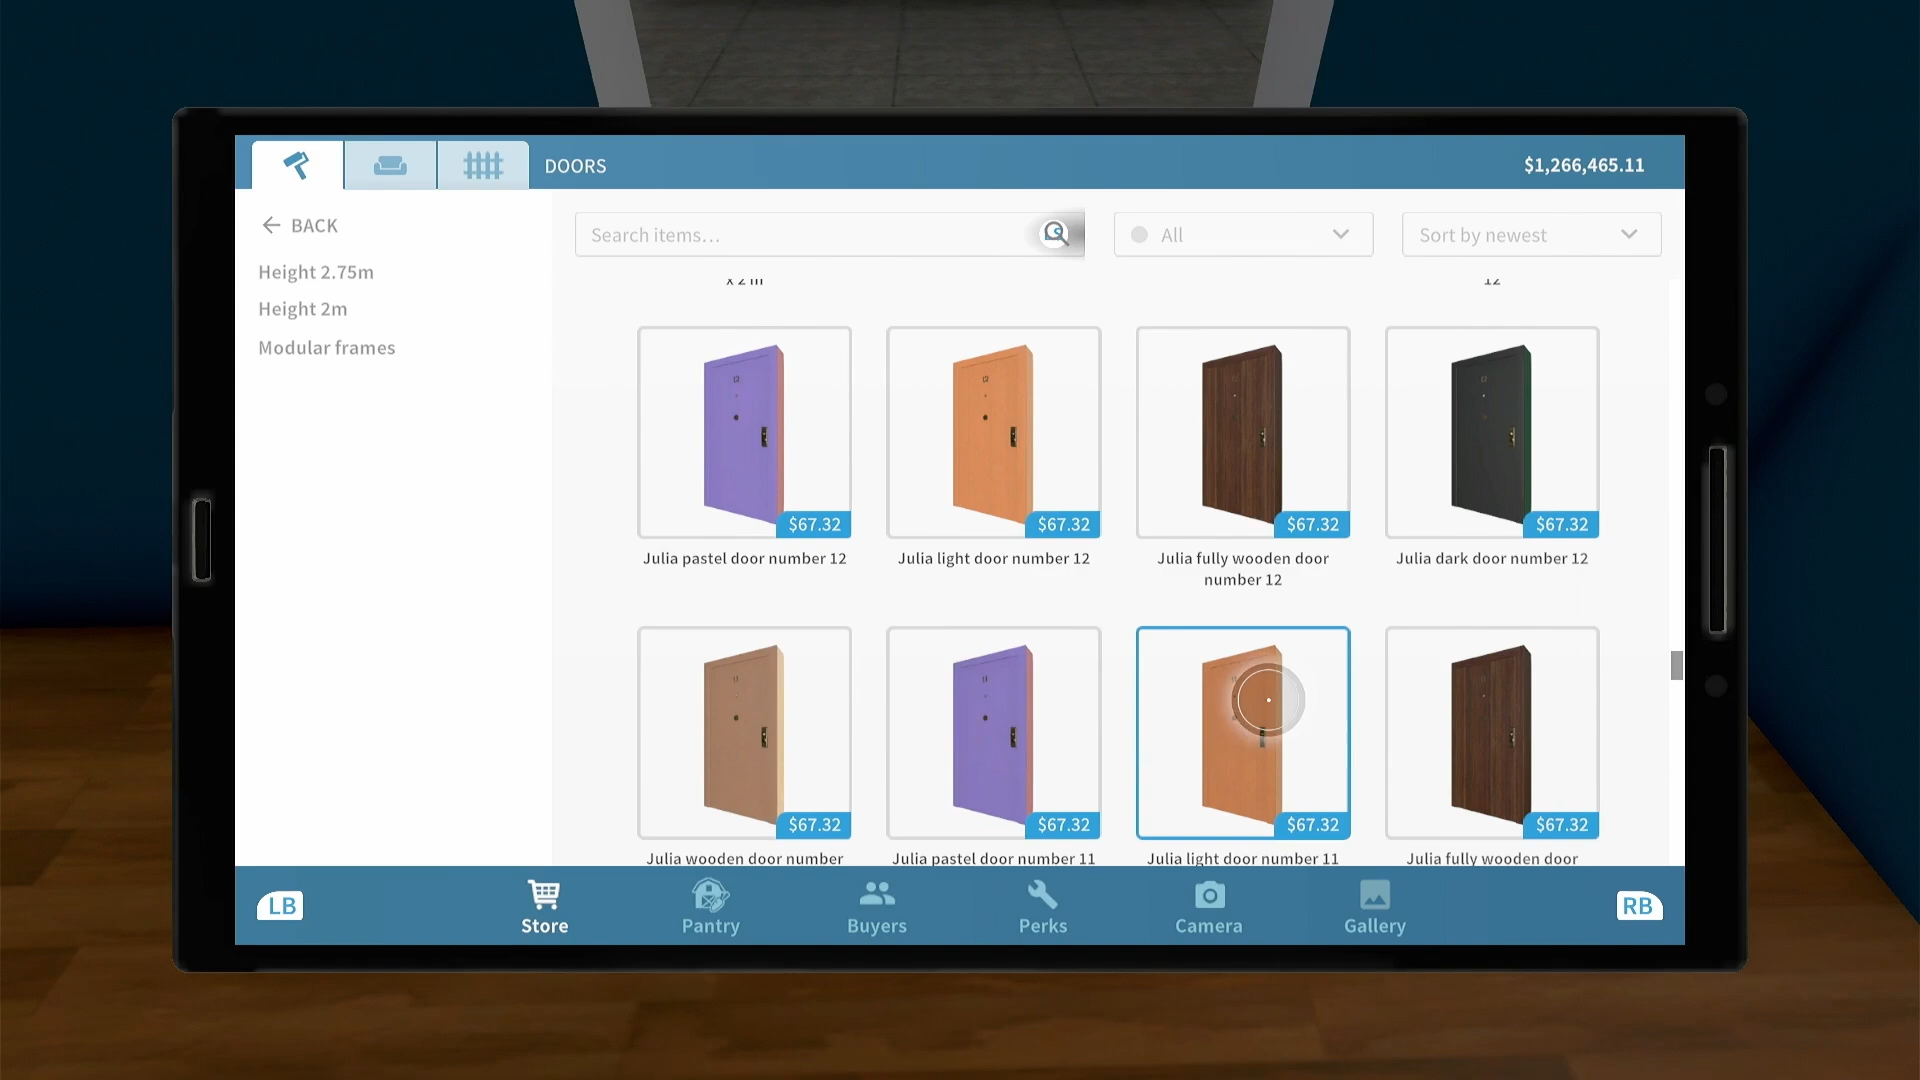 DOORS
$1,266,465.11
BACK
Search items...
All
Sort by newest
Height 2.75m
Height 2m
Modular frames
x 2 m
12
$67.32
$67.32
$67.32
$67.32
Julia pastel door number 12
Julia light door number 12
Julia fully wooden door
number 12
Julia dark door number 12
$67.32
$67.32
$67.32
$67.32
Julia wooden door number
Julia pastel door number 11
Julia light door number 11
Julia fully wooden door
LB
Store
Pantry
Buyers
Perks
Camera
Gallery
RB